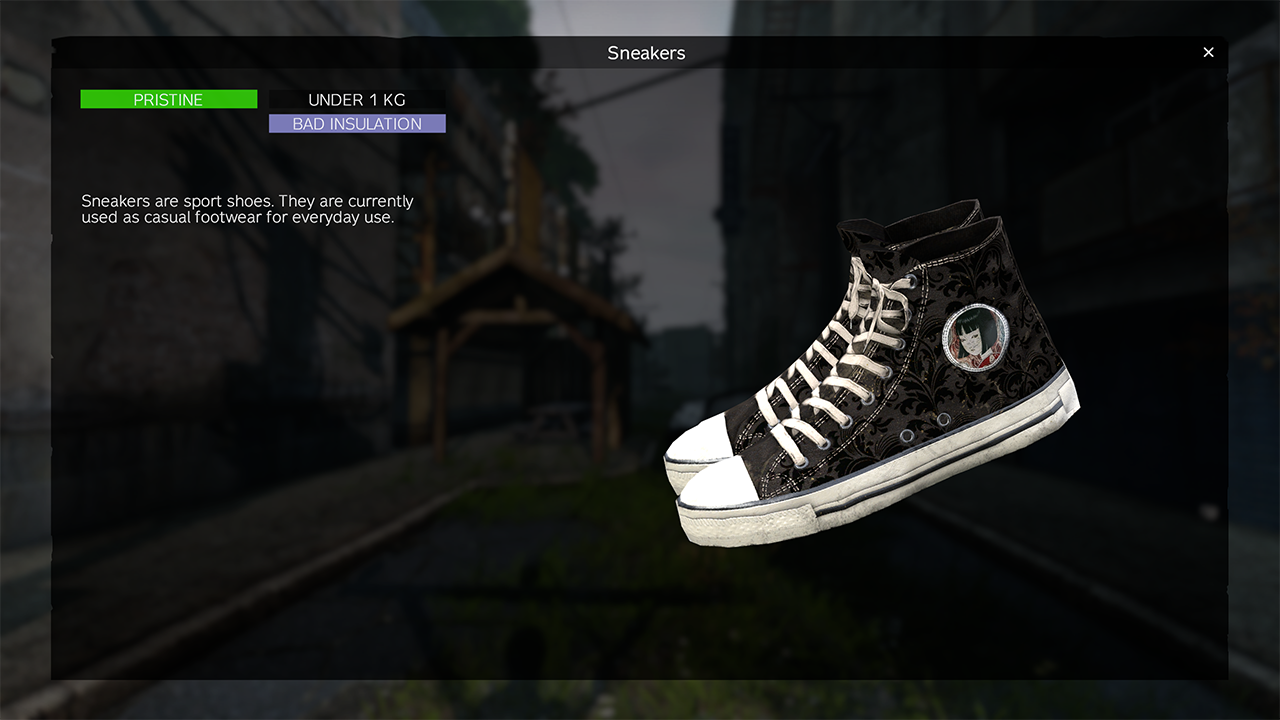 Sneakers
PRISTINE
UNDER 1 KG
BAD INSULATION
Sneakers are sport shoes. They are currently
used as casual footwear for everyday use.